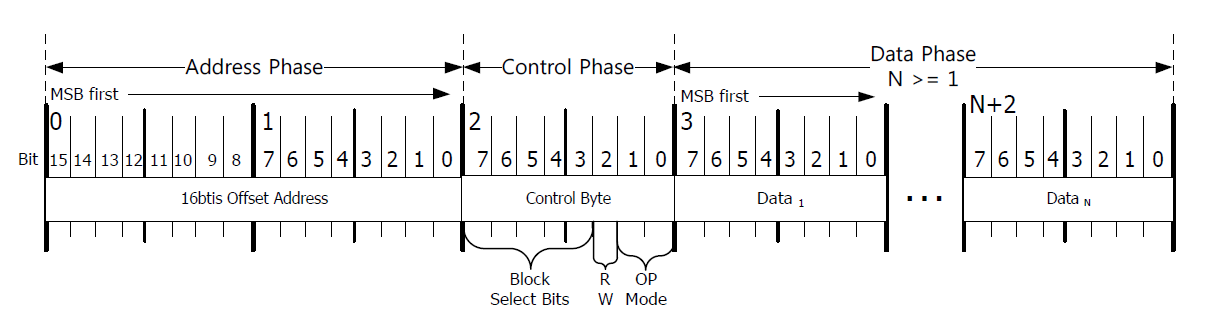 Address Phase
Control Phase
Data Phase
N >= 1
MSB first
MSB first
0
1
2
3
N+2
Bit 15 14 13 12 11 10 9 8 7 6 5 4 3 2 1 0 7 6 5 4 3 2 1 0 7 6 5 4 3 2 1 0 7 6 5 4 3 2 1 0
16btis Offset Address
Control Byte
Data 1
...
Data N
Block
Select Bits
R
W
OP
Mode